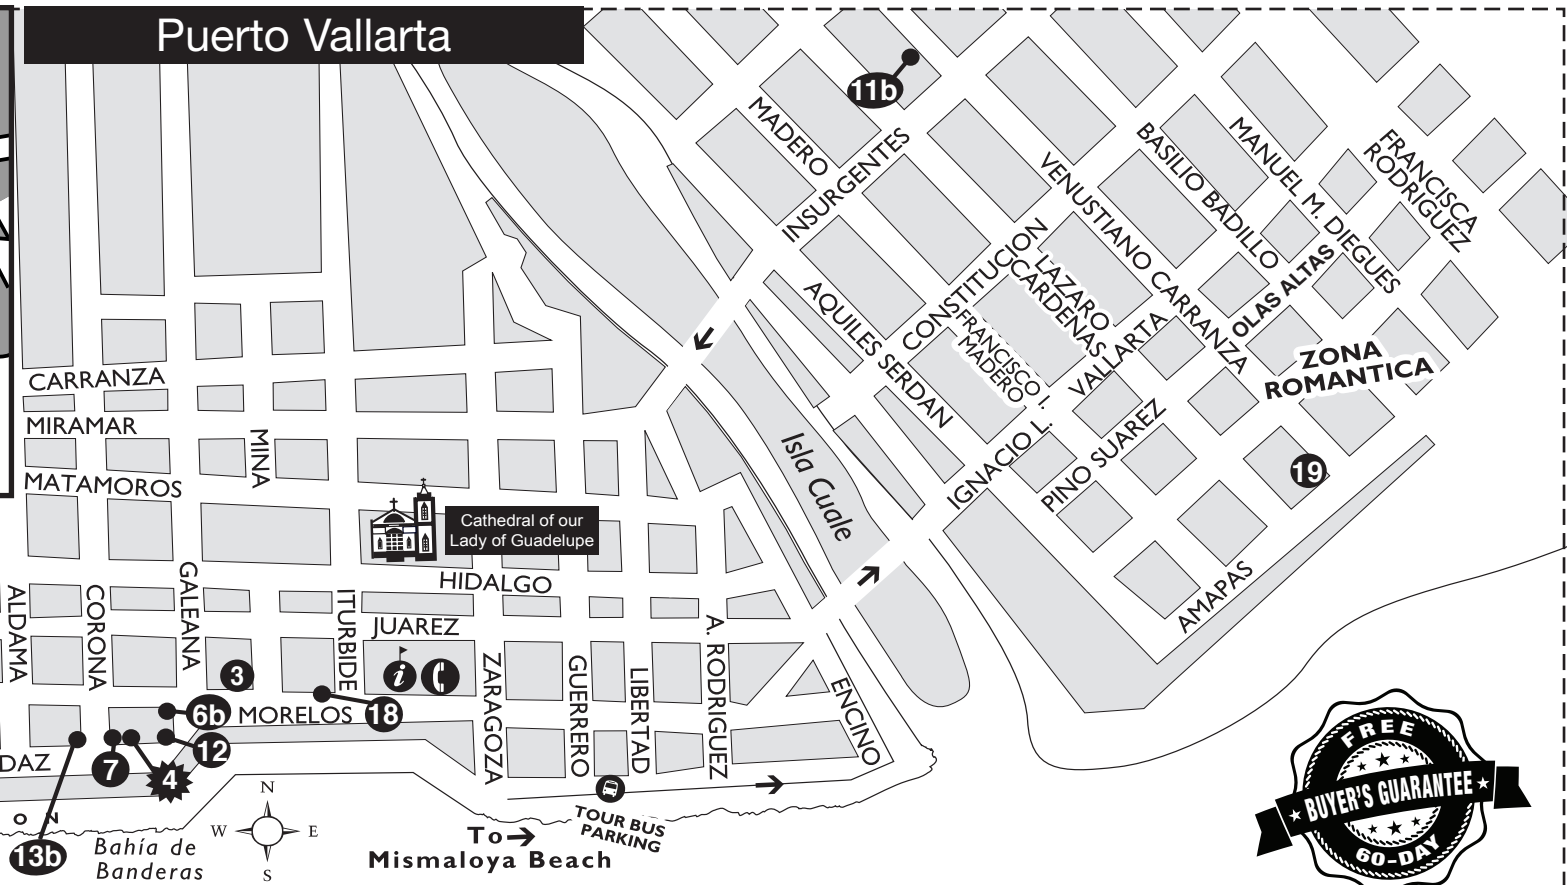 Puerto Vallarta
11b
MADERO
INSURGENTES
BASILIO BADILLO
MANUEL M. DIEGUES
FRANCISCA
RODRIGUEZ
VENUSTIANO CARRANZA
CONSTITUCION
LAZARO
CARDENAS
AQUILES SERDAN
FRANCISCO I.
MADERO
OLAS ALTAS
IGNACIO L. VALLARTA
ZONA
ROMANTICA
PINO SUAREZ
19
AMAPAS
Isla Cuale
CARRANZA
MIRAMAR
MINA
MATAMOROS
Cathedral of our
Lady of Guadelupe
HIDALGO
ALDAMA
CORONA
GALEANA
ITURBIDE
JUAREZ
i
3
ZARAGOZA
GUERRERO
LIBERTAD
A. RODRIGUEZ
ENCINO
6b
MORELOS
18
12
DAZ
7
4
O N
13b
Bahía de
Banderas
N
W
E
S
TOUR BUS
PARKING
To
Mismaloya Beach
FREE
BUYER'S GUARANTEE
60-DAY